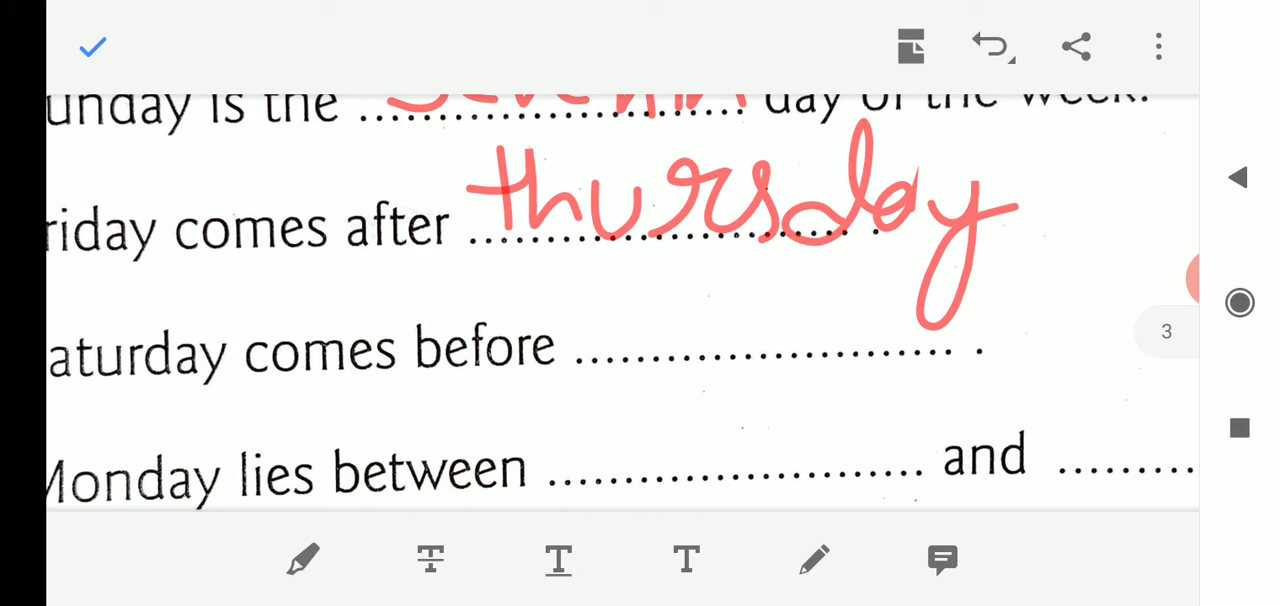 unday is the seventh day of the week.
riday comes after thursday .
aturday comes before .......................... .
Monday lies between ........................ and .........
3